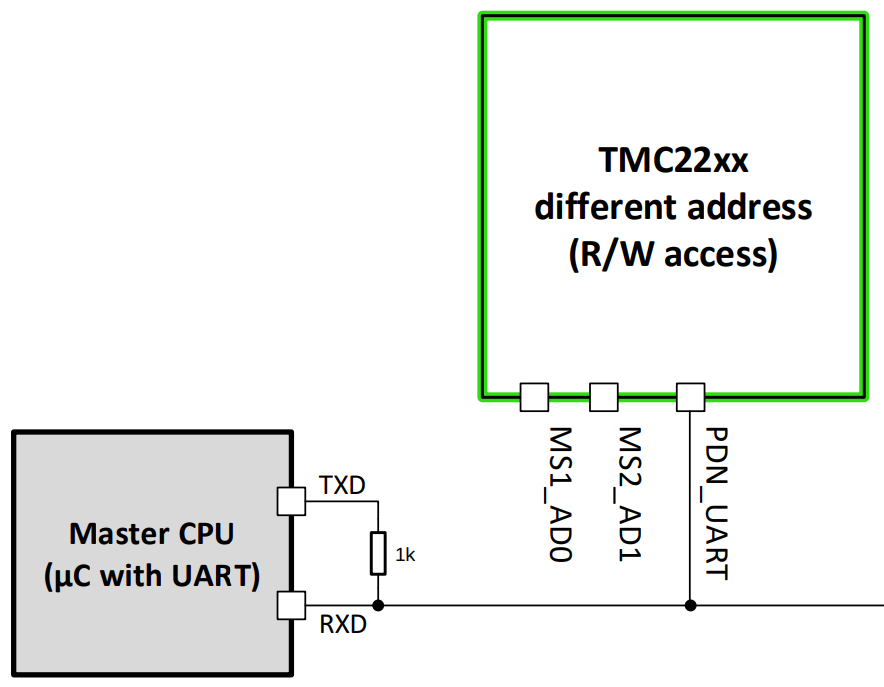 TMC22xx
different address
(R/W access)
MS1_AD0
MS2_AD1
PDN_UART
TXD
Master CPU
(µC with UART)
1k
RXD